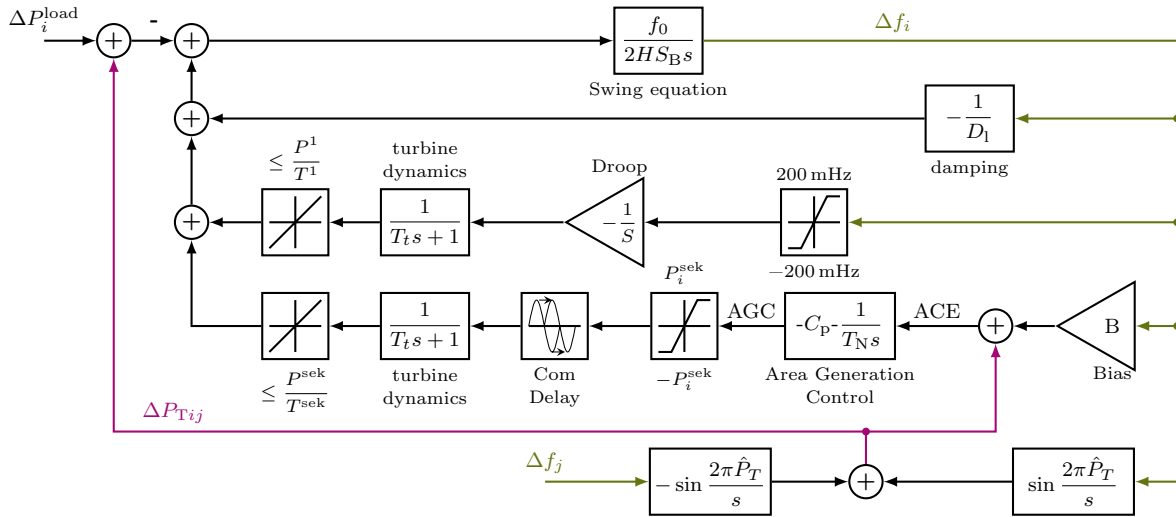 ΔP_i^load
-
+
+
f_0 / 2HS_B s
Δf_i
Swing equation
+
- 1 / D_l
damping
≤ P^1 / T^1
turbine
dynamics
Droop
200 mHz
+
1 / T_t s + 1
- 1 / S
−200 mHz
P_i^sek
1 / T_t s + 1
AGC
-C_p- 1 / T_N s
ACE
+
B
≤ P^sek / T^sek
turbine
dynamics
Com
Delay
−P_i^sek
Area Generation
Control
Bias
ΔP_Tij
Δf_j
− sin 2πP̂_T / s
+
sin 2πP̂_T / s